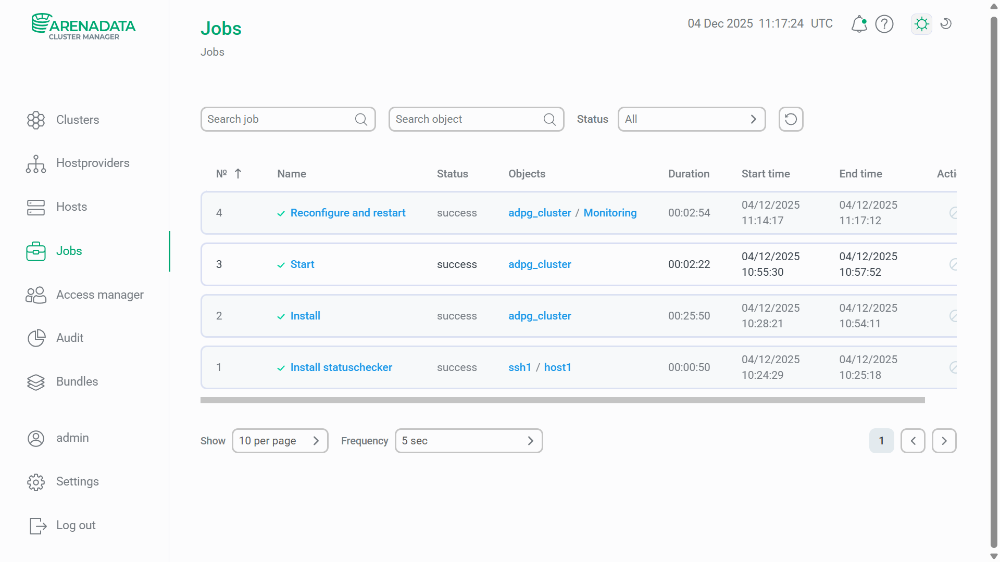 ARENADATA
CLUSTER MANAGER
Jobs
Jobs
04 Dec 2025 11:17:24 UTC
Clusters
Hostproviders
Hosts
Jobs
Access manager
Audit
Bundles
admin
Settings
Log out
Search job
Search object
Status
All
№ Name Status Objects Duration Start time End time Acti
4 Reconfigure and restart success adpg_cluster / Monitoring 00:02:54 04/12/2025 04/12/2025
11:14:17 11:17:12
3 Start success adpg_cluster 00:02:22 04/12/2025 04/12/2025
10:55:30 10:57:52
2 Install success adpg_cluster 00:25:50 04/12/2025 04/12/2025
10:28:21 10:54:11
1 Install statuschecker success ssh1 / host1 00:00:50 04/12/2025 04/12/2025
10:24:29 10:25:18
Show 10 per page Frequency 5 sec 1